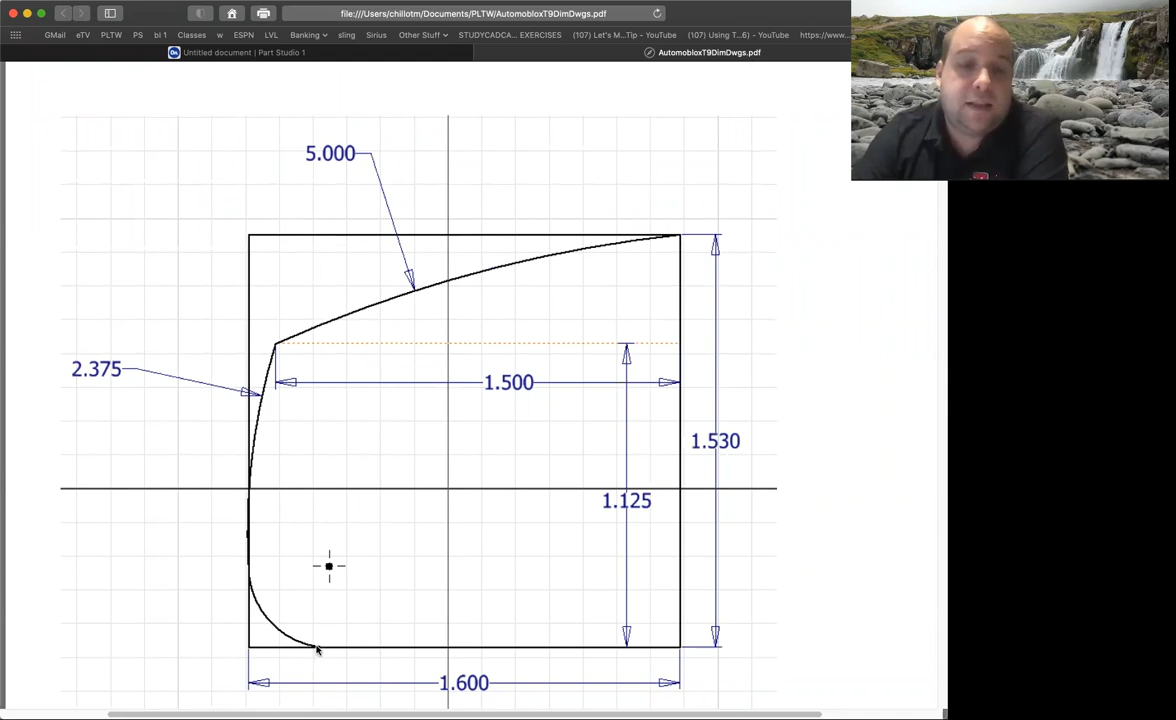 file:///Users/chillotm/Documents/PLTW/AutomobloxT9DimDwgs.pdf
GMail eTV PLTW PS bl 1 Classes w ESPN LVL Banking sling Sirius Other Stuff STUDYCADCA... EXERCISES (107) Let's M...Tip - YouTube (107) Using T...6) - YouTube https://www...
On Untitled document | Part Studio 1 AutomobloxT9DimDwgs.pdf
5.000
2.375
1.500
1.530
1.125
1.600